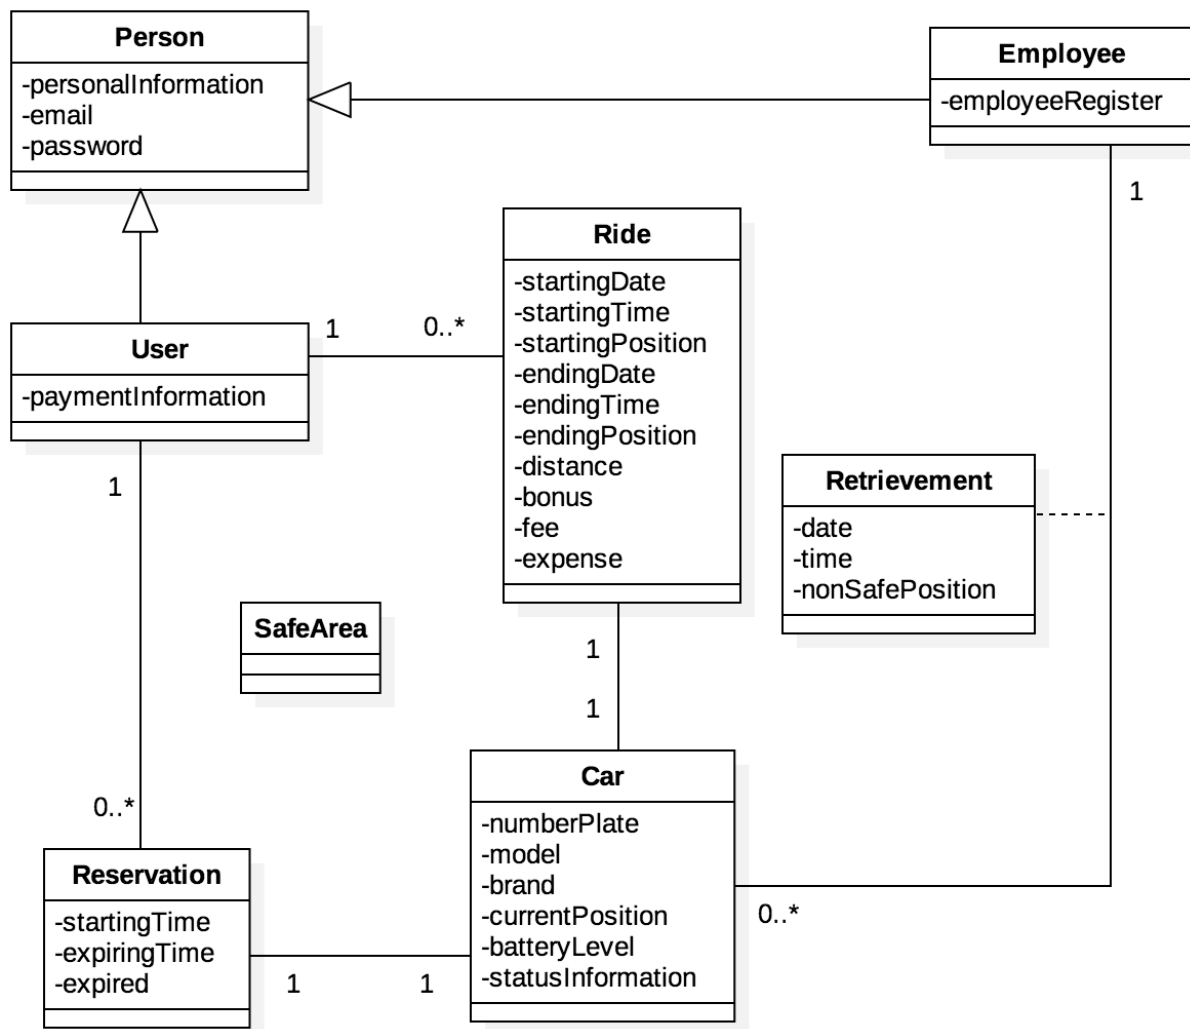 Person
-personalInformation
-email
-password
Employee
-employeeRegister
1
Ride
-startingDate
-startingTime
-startingPosition
-endingDate
-endingTime
-endingPosition
-distance
-bonus
-fee
-expense
1
0..*
User
-paymentInformation
1
Retrievement
-date
-time
-nonSafePosition
SafeArea
1
1
Car
-numberPlate
-model
-brand
-currentPosition
-batteryLevel
-statusInformation
0..*
0..*
Reservation
-startingTime
-expiringTime
-expired
1
1